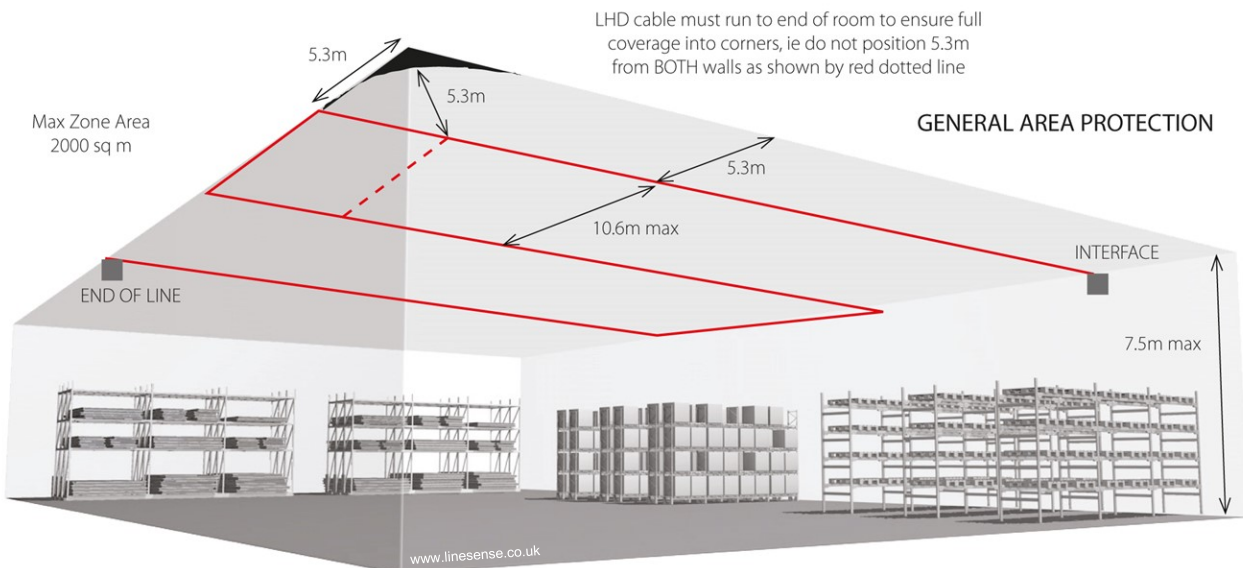 LHD cable must run to end of room to ensure full
coverage into corners, ie do not position 5.3m
from BOTH walls as shown by red dotted line
5.3m
5.3m
Max Zone Area
2000 sq m
GENERAL AREA PROTECTION
5.3m
10.6m max
INTERFACE
END OF LINE
7.5m max
www.linesense.co.uk